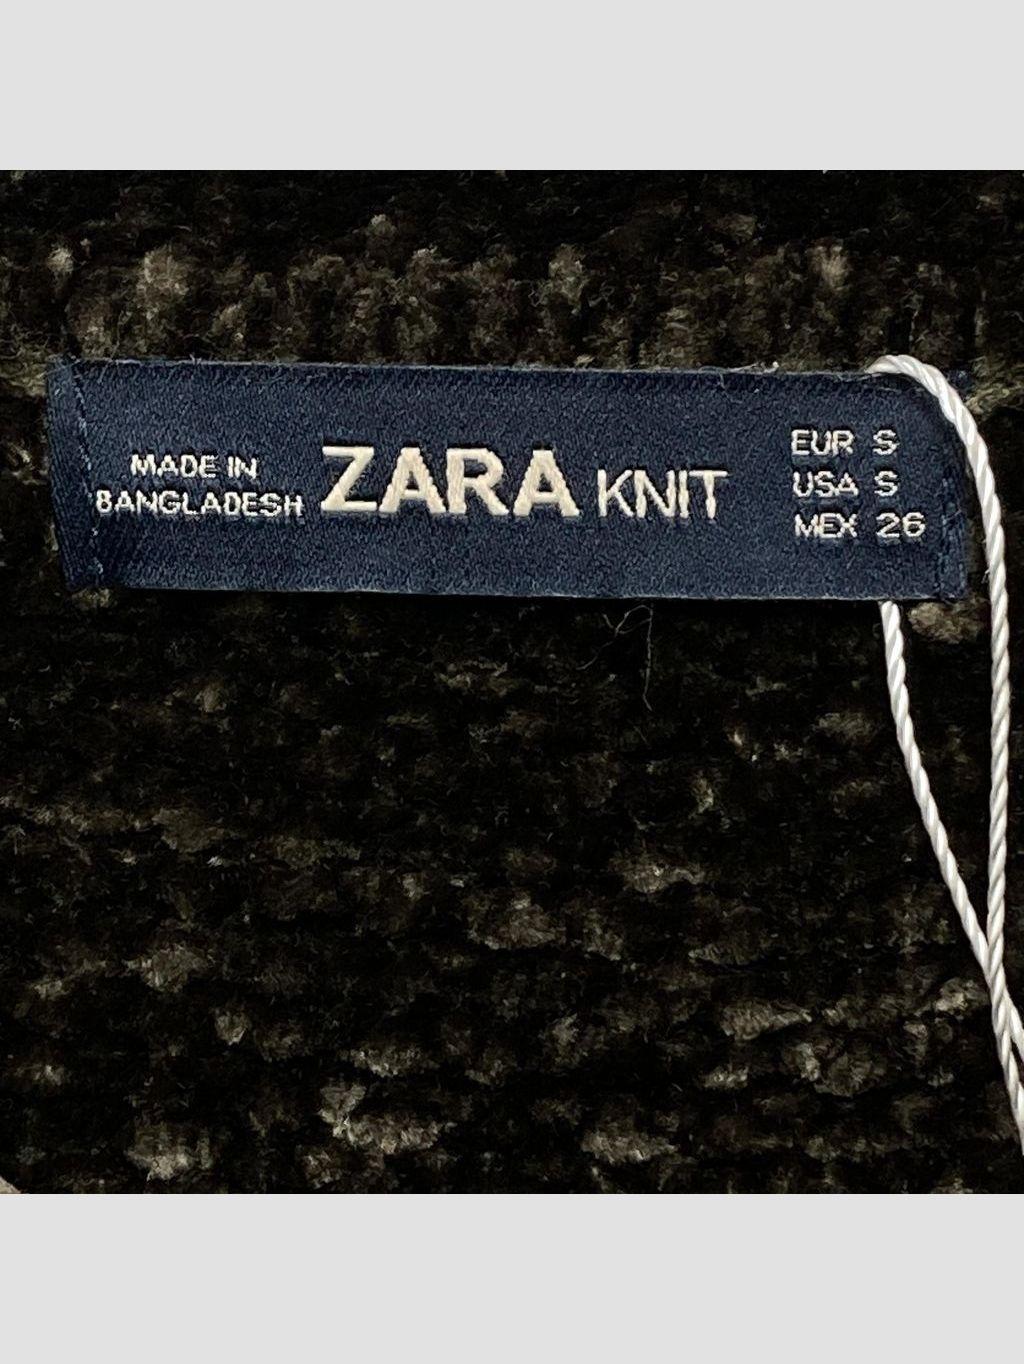 MADE IN
BANGLADESH
ZARA KNIT
EUR S
USA S
MEX 26